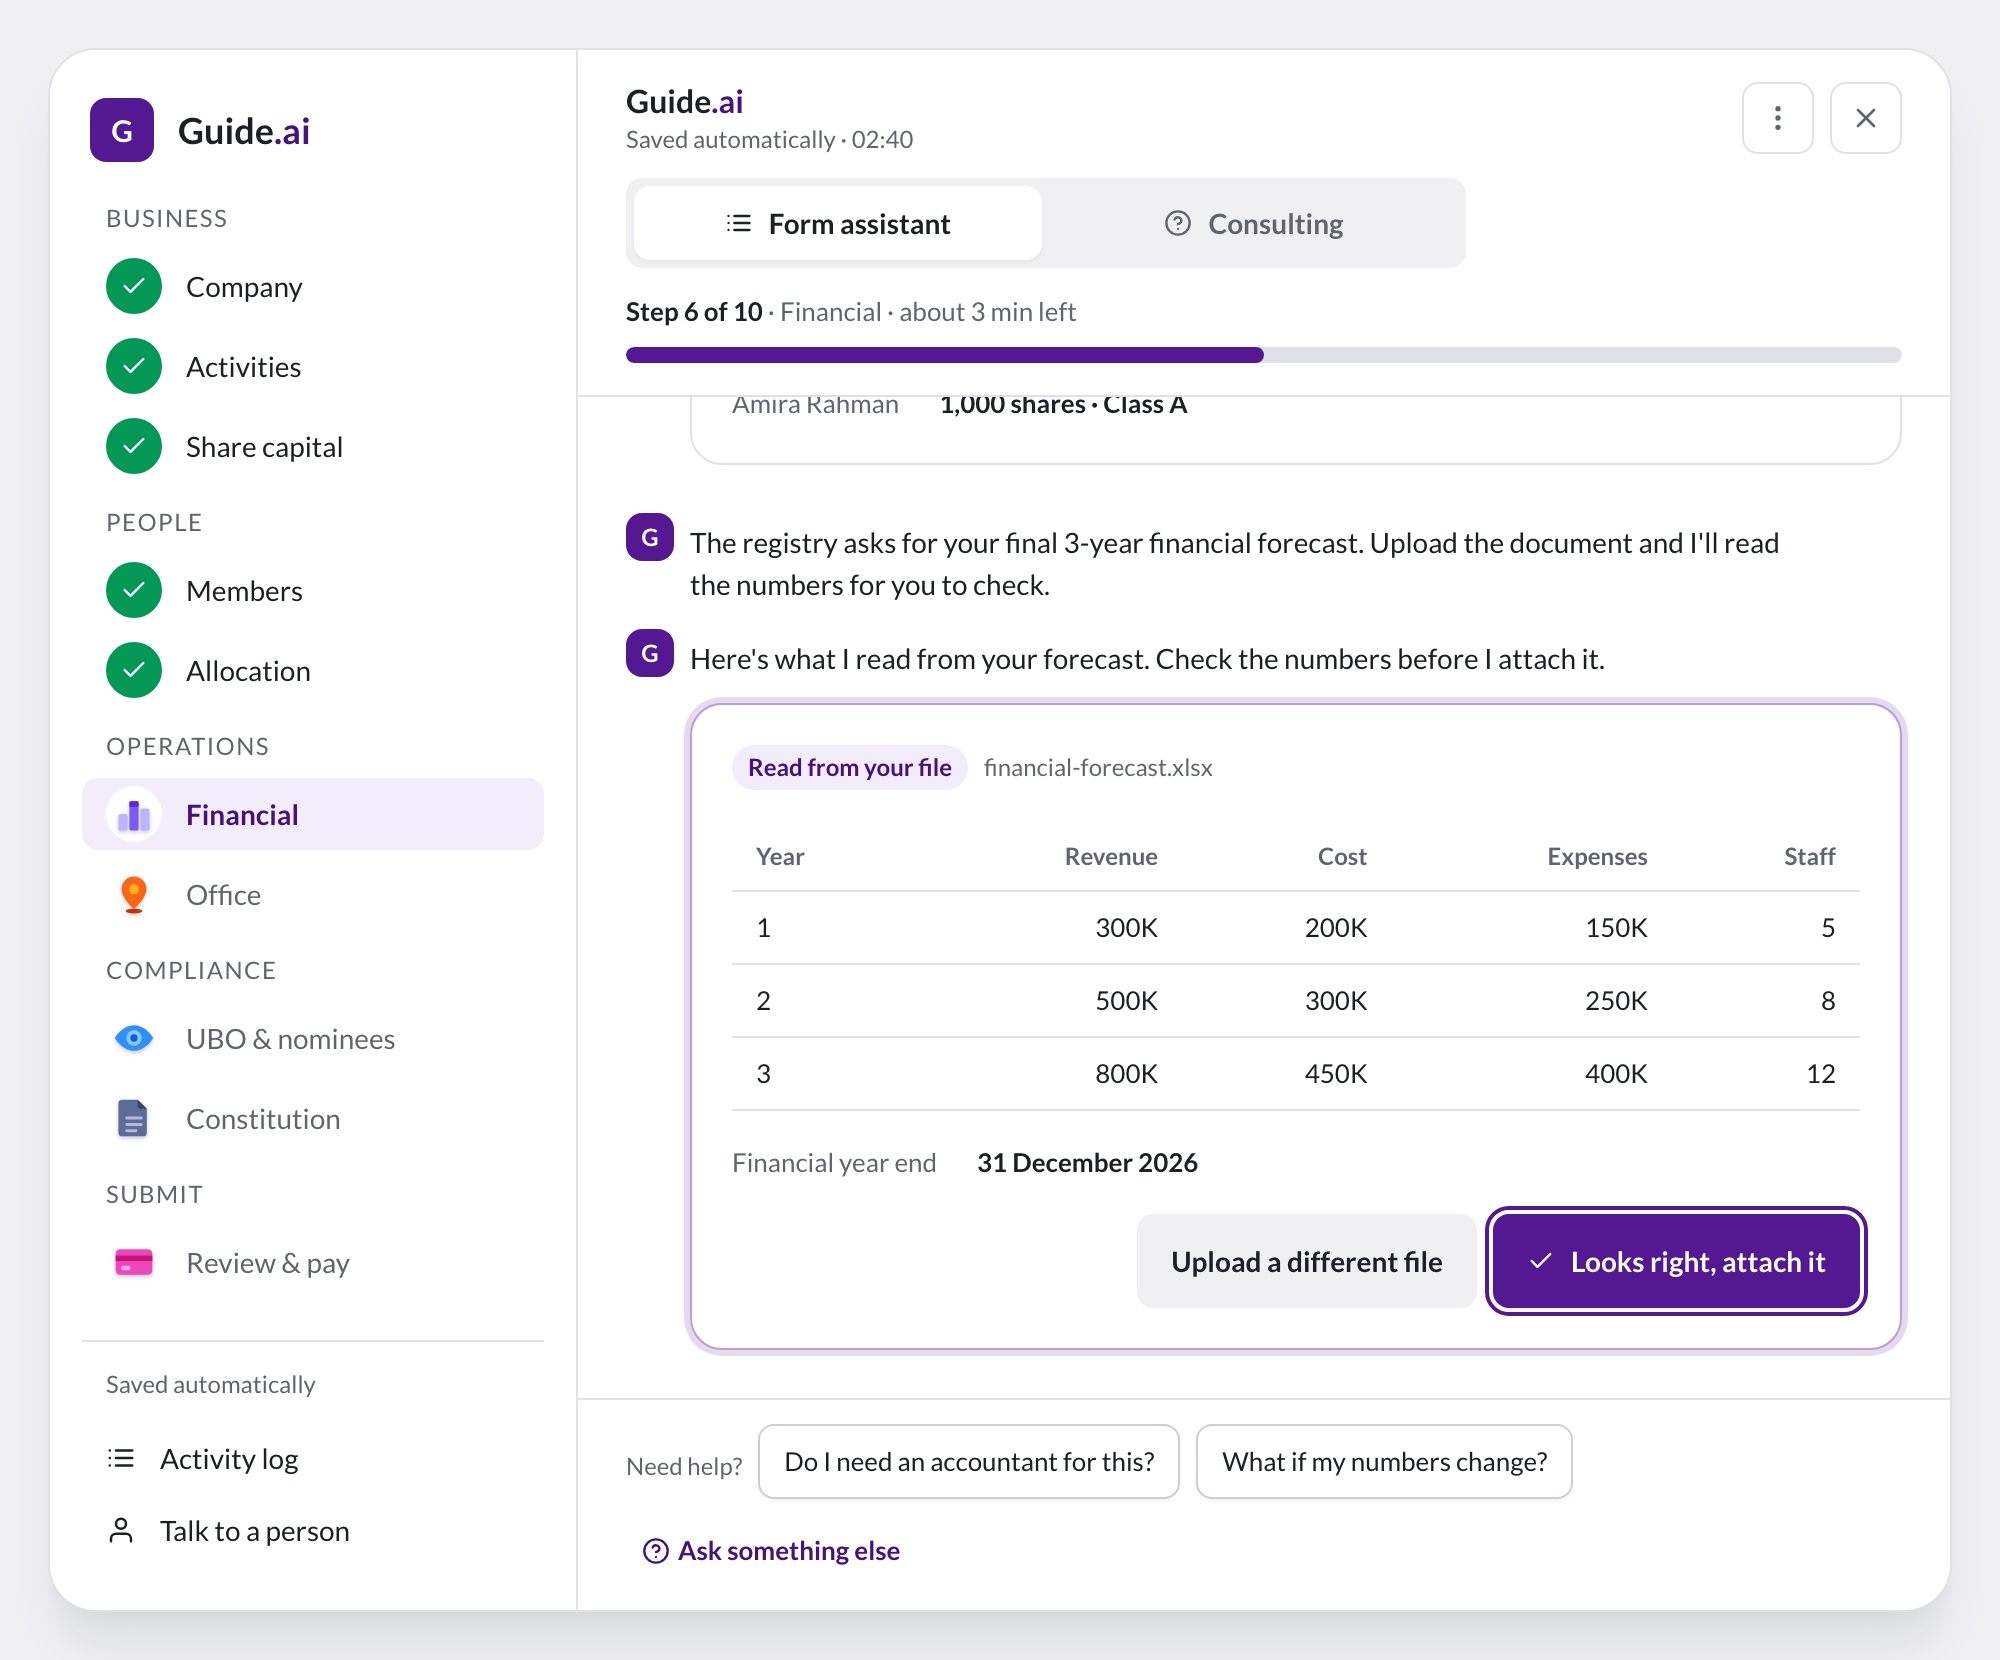 G Guide.ai
BUSINESS
Company
Activities
Share capital
PEOPLE
Members
Allocation
OPERATIONS
Financial
Office
COMPLIANCE
UBO & nominees
Constitution
SUBMIT
Review & pay
Saved automatically
Activity log
Talk to a person
Guide.ai
Saved automatically · 02:40
Form assistant
Consulting
Step 6 of 10 · Financial · about 3 min left
Amira Rahman 1,000 shares · Class A
G The registry asks for your final 3-year financial forecast. Upload the document and I'll read
the numbers for you to check.
G Here's what I read from your forecast. Check the numbers before I attach it.
Read from your file financial-forecast.xlsx
Year Revenue Cost Expenses Staff
1 300K 200K 150K 5
2 500K 300K 250K 8
3 800K 450K 400K 12
Financial year end 31 December 2026
Upload a different file
Looks right, attach it
Need help? Do I need an accountant for this? What if my numbers change?
Ask something else